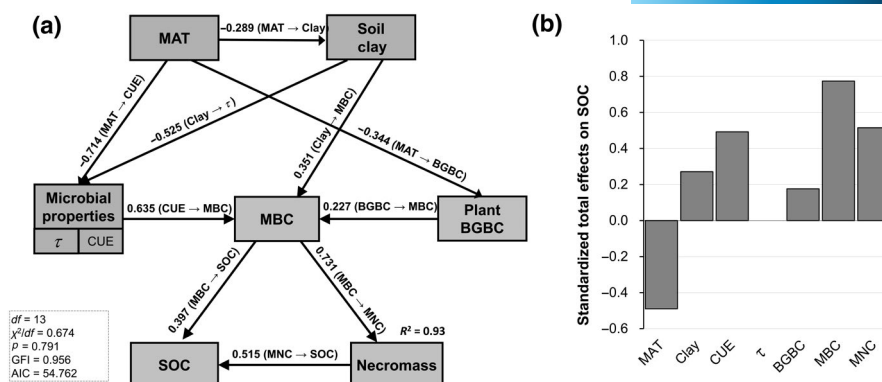 (a)
MAT
−0.289 (MAT → Clay)
Soil
clay
−0.714 (MAT → CUE)
−0.525 (Clay → τ)
0.351 (Clay → MBC)
−0.344 (MAT → BGBC)
Microbial
properties
τ
CUE
0.635 (CUE → MBC)
MBC
0.227 (BGBC → MBC)
Plant
BGBC
0.397 (MBC → SOC)
0.731 (MBC → MNC)
R² = 0.93
SOC
0.515 (MNC → SOC)
Necromass
df = 13
χ²/df = 0.674
p = 0.791
GFI = 0.956
AIC = 54.762
(b)
Standardized total effects on SOC
1.0
0.8
0.6
0.4
0.2
0.0
−0.2
−0.4
−0.6
MAT
Clay
CUE
τ
BGBC
MBC
MNC